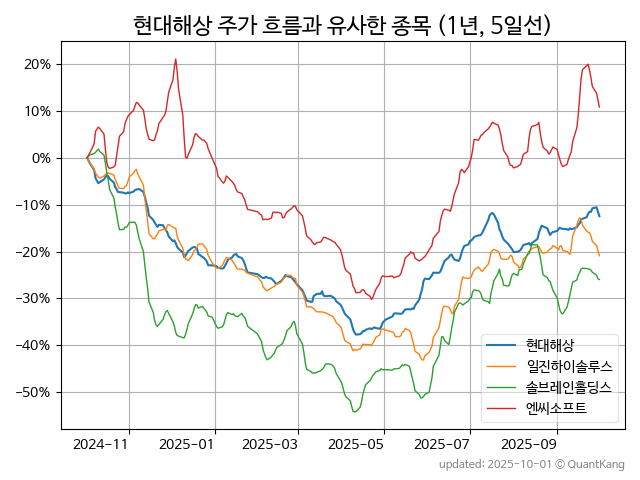 현대해상 주가 흐름과 유사한 종목 (1년, 5일선)
20%
10%
0%
−10%
−20%
−30%
−40%
−50%
현대해상
일진하이솔루스
솔브레인홀딩스
엔씨소프트
2024-11 2025-01 2025-03 2025-05 2025-07 2025-09
updated: 2025-10-01 © QuantKang